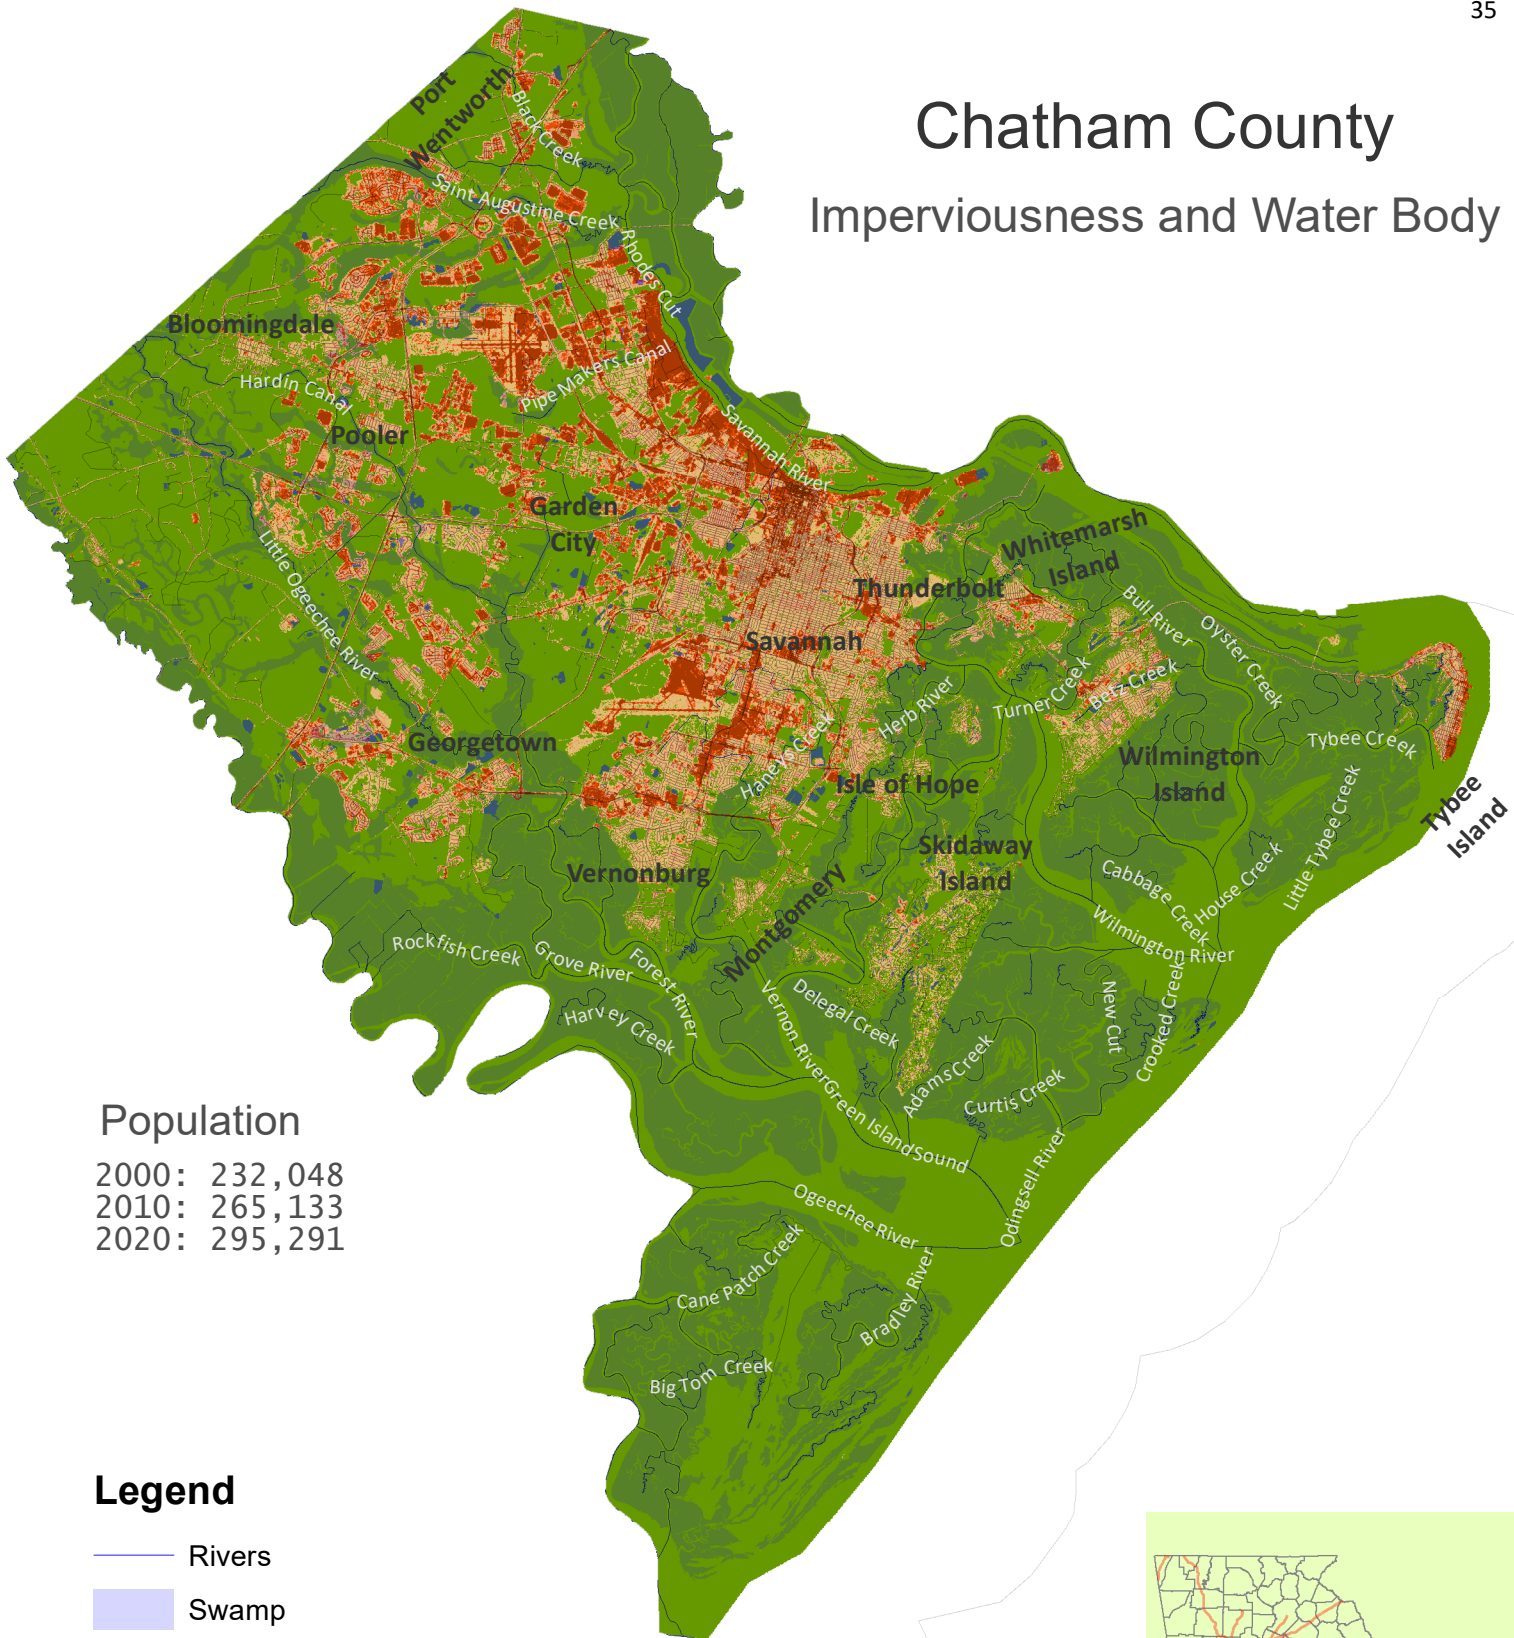 35
Chatham County
Imperviousness and Water Body
Port
Wentworth
Black Creek
Saint Augustine Creek
Rhodes Cut
Bloomingdale
Hardin Canal
Pipe Makers Canal
Pooler
Savannah River
Garden
City
Whitemarsh
Island
Little Ogeechee River
Thunderbolt
Bull River
Oyster Creek
Savannah
Herb River
Turner Creek
Betz Creek
Georgetown
Haneys Creek
Tybee Creek
Wilmington
Island
Isle of Hope
Tybee
Island
Little Tybee Creek
Skidaway
Island
Vernonburg
Cabbage Creek
House Creek
Montgomery
Wilmington River
Rockfish Creek
Grove River
Forest River
Vernon River
Delegal Creek
New Cut
Crooked Creek
Harvey Creek
Adams Creek
Curtis Creek
Green Island Sound
Odingsell River
Population
2000: 232,048
2010: 265,133
2020: 295,291
Ogeechee River
Cane Patch Creek
Bradley River
Big Tom Creek
Legend
Rivers
Swamp